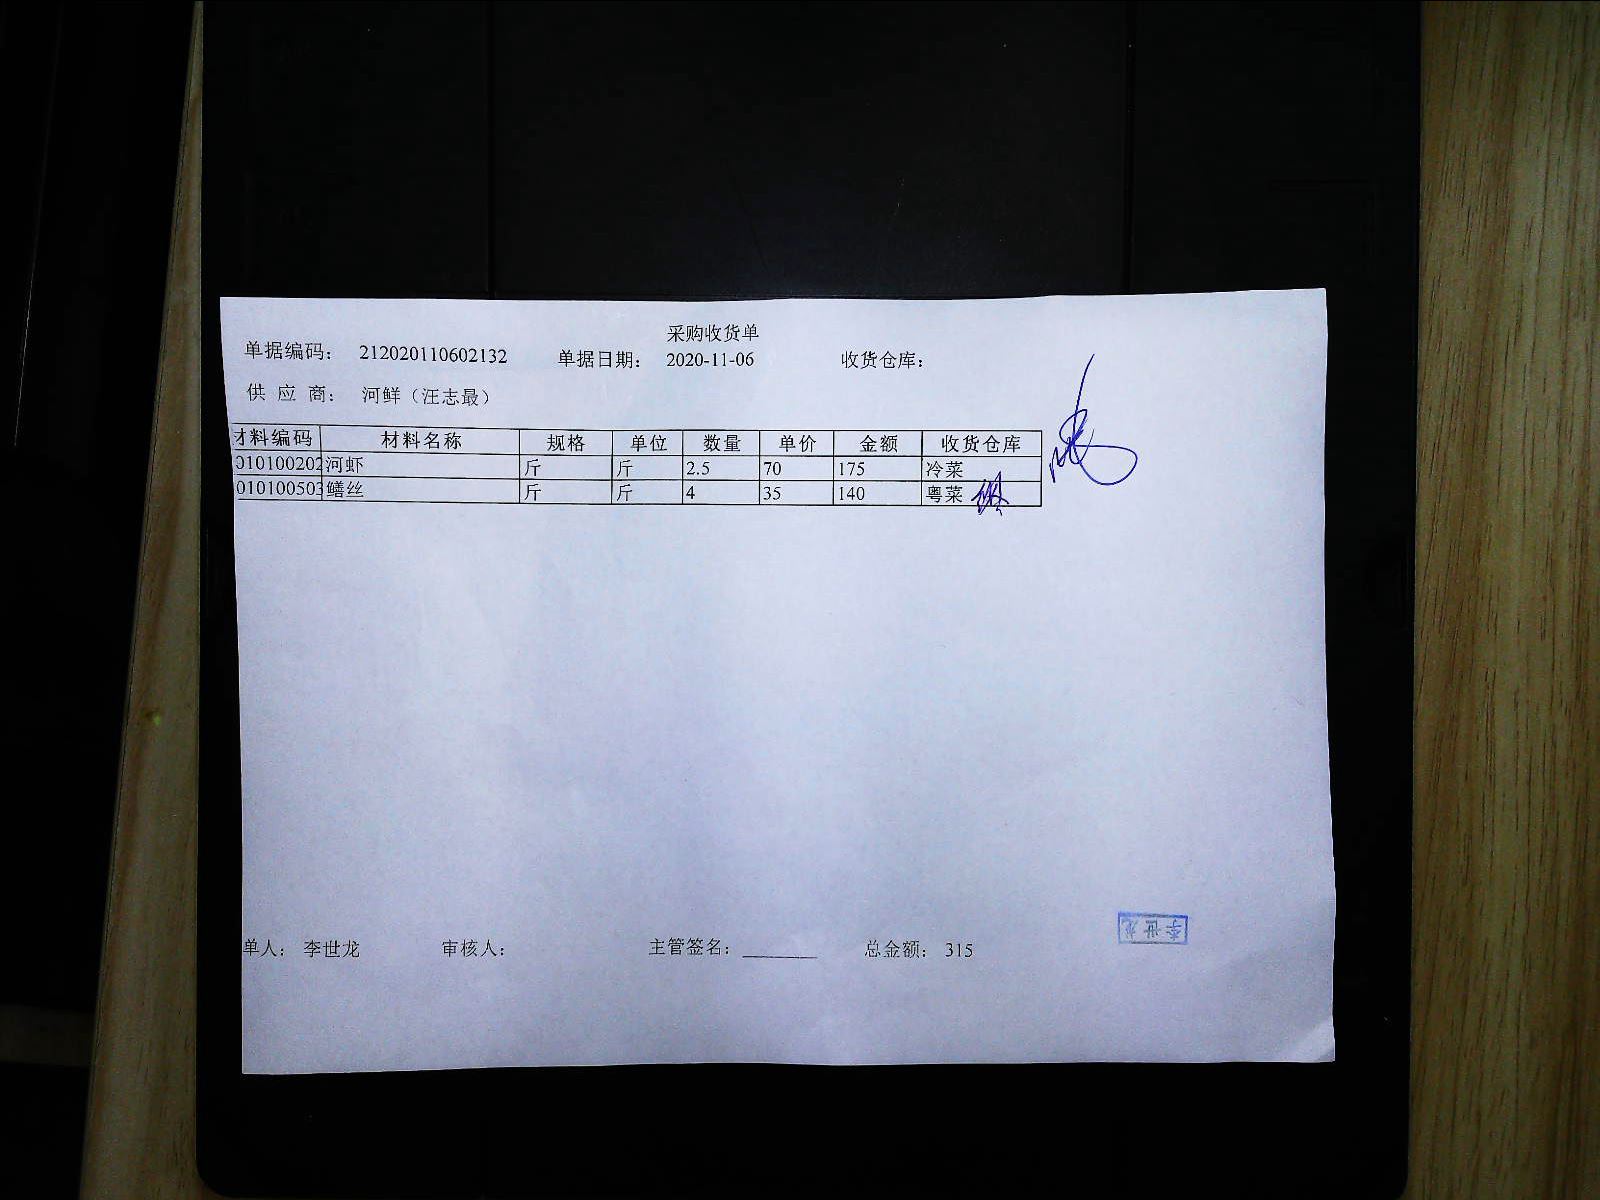 采购收货单
单据编码： 212020110602132 单据日期： 2020-11-06 收货仓库：
供 应 商： 河鲜（汪志最）
材料编码 材料名称 规格 单位 数量 单价 金额 收货仓库
010100202 河虾 斤 斤 2.5 70 175 冷菜
010100503 鳝丝 斤 斤 4 35 140 粤菜
李世龙
单人： 李世龙 审核人： 主管签名： 总金额： 315